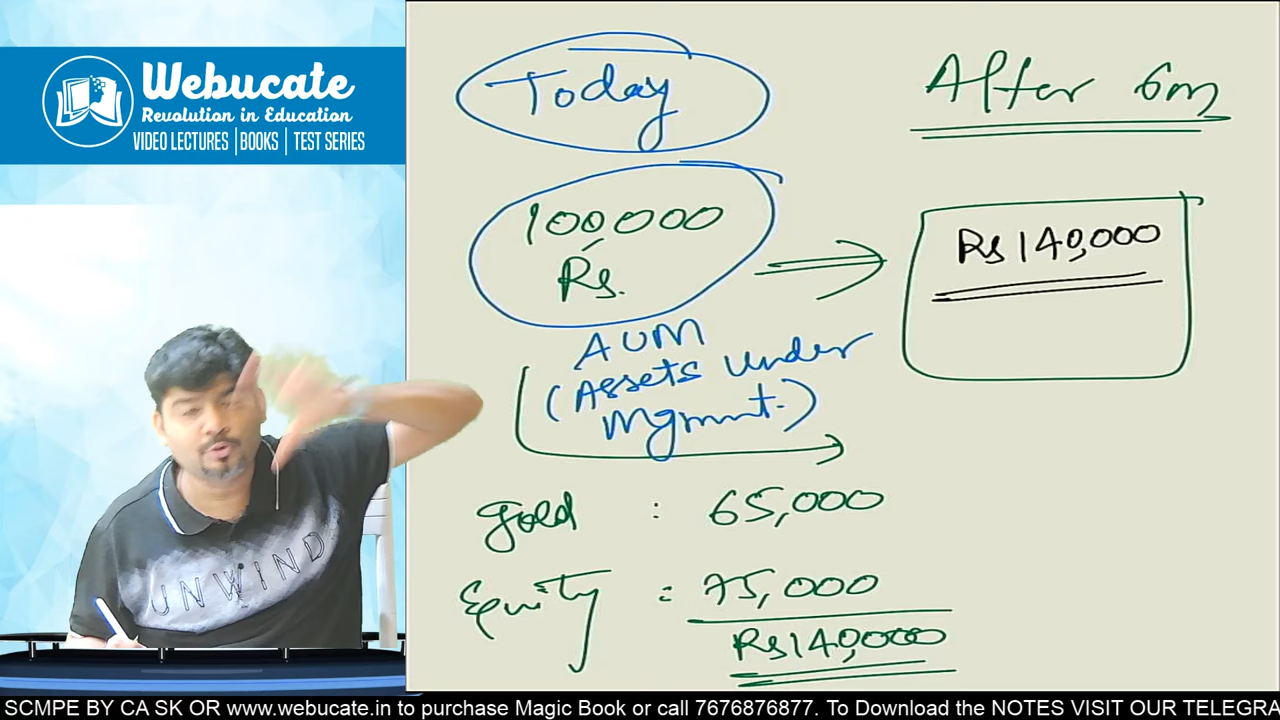 Webucate
Revolution in Education
VIDEO LECTURES | BOOKS | TEST SERIES
Today
After 6m
100,000
Rs.
Rs 140,000
AUM
(Assets Under
Mgmnt.)
Gold : 65,000
Equity : 75,000
Rs 140,000
UNWIND
SCMPE BY CA SK OR www.webucate.in to purchase Magic Book or call 7676876877. To Download the NOTES VISIT OUR TELEGRA